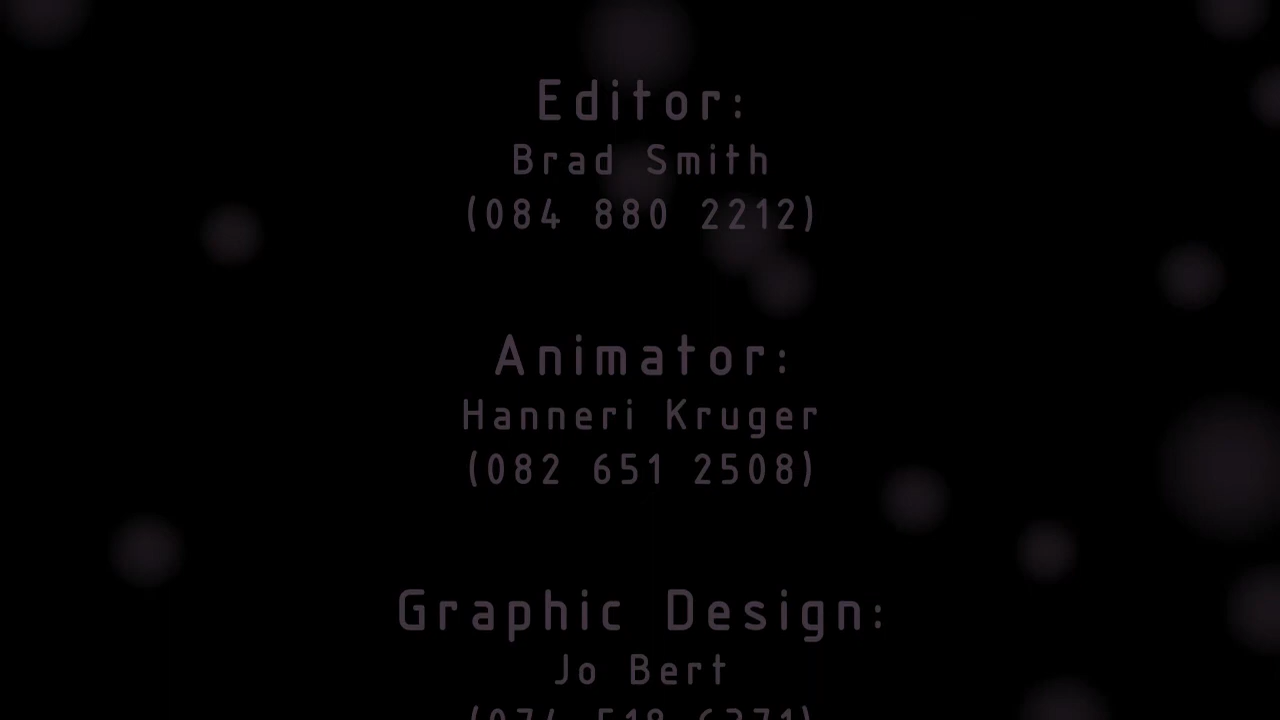 Editor:
Brad Smith
(084 880 2212)
Animator:
Hanneri Kruger
(082 651 2508)
Graphic Design:
Jo Bert